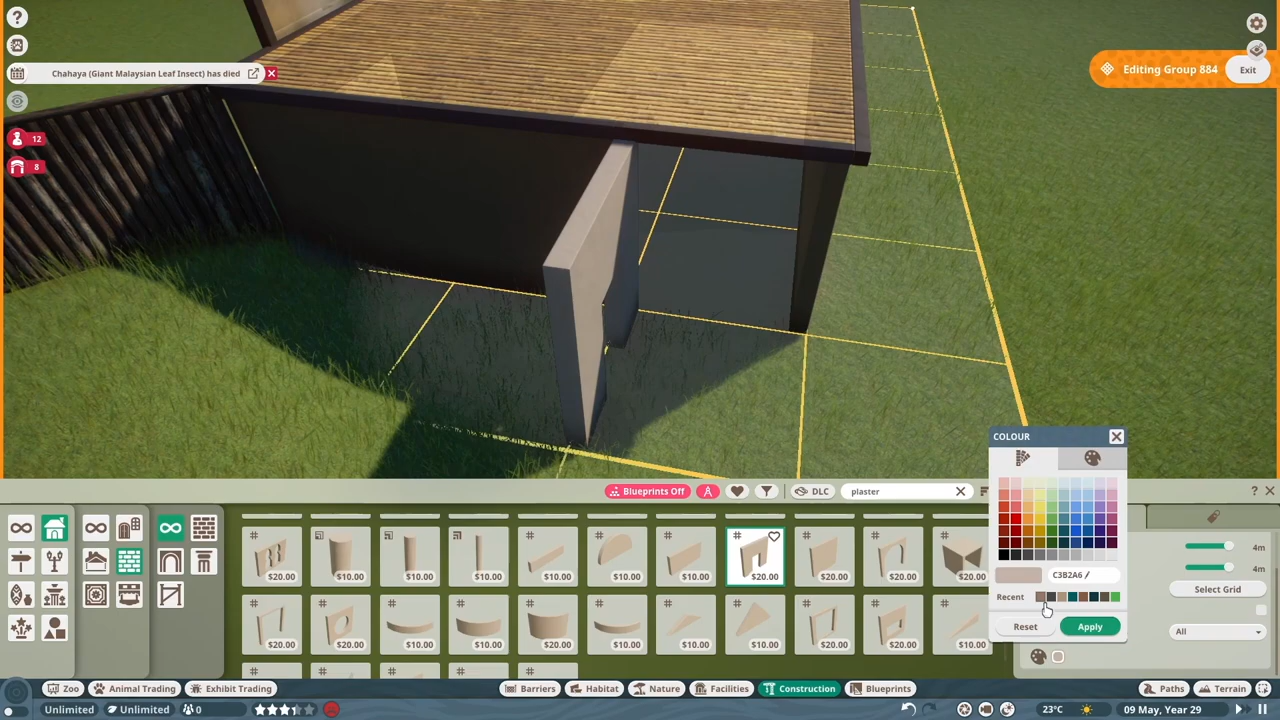 ?
Editing Group 884
Exit
Chahaya (Giant Malaysian Leaf Insect) has died
12
8
COLOUR
Blueprints Off
DLC
plaster
?
C3B2A6 /
Recent
Reset
Apply
4m
4m
Select Grid
All
$20.00
$10.00
$10.00
$10.00
$10.00
$10.00
$10.00
$20.00
$20.00
$20.00
$20.00
$20.00
$20.00
$10.00
$10.00
$20.00
$10.00
$10.00
$10.00
$20.00
$20.00
$10.00
Zoo
Animal Trading
Exhibit Trading
Barriers
Habitat
Nature
Facilities
Construction
Blueprints
Paths
Terrain
Unlimited
Unlimited
0
23°C
09 May, Year 29